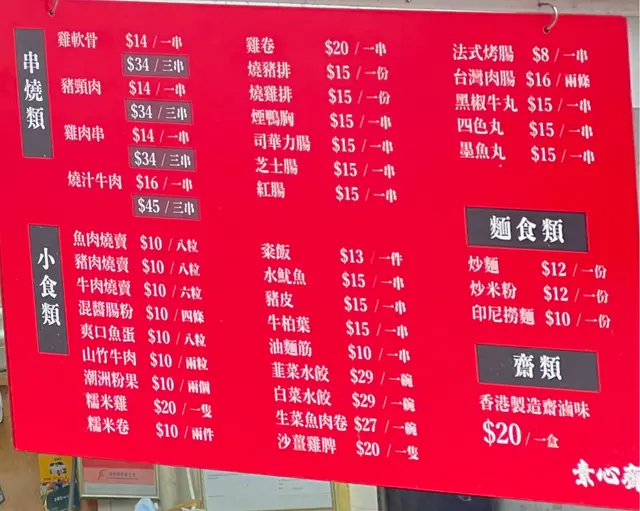 串燒類
雞軟骨 $14 / 一串
$34 / 三串
豬頸肉 $14 / 一串
$34 / 三串
雞肉串 $14 / 一串
$34 / 三串
燒汁牛肉 $16 / 一串
$45 / 三串
雞卷 $20 / 一串
燒豬排 $15 / 一份
燒雞排 $15 / 一份
煙鴨胸 $15 / 一串
司華力腸 $15 / 一串
芝士腸 $15 / 一串
紅腸 $15 / 一串
法式烤腸 $8 / 一串
台灣肉腸 $16 / 兩條
黑椒牛丸 $15 / 一串
四色丸 $15 / 一串
墨魚丸 $15 / 一串
小食類
魚肉燒賣 $10 / 八粒
豬肉燒賣 $10 / 八粒
牛肉燒賣 $10 / 六粒
混醬腸粉 $10 / 四條
爽口魚蛋 $10 / 八粒
山竹牛肉 $10 / 兩粒
潮洲粉果 $10 / 兩個
糯米雞 $20 / 一隻
糯米卷 $10 / 兩件
粢飯 $13 / 一件
水魷魚 $15 / 一串
豬皮 $15 / 一串
牛柏葉 $15 / 一串
油麵筋 $10 / 一串
韮菜水餃 $29 / 一碗
白菜水餃 $29 / 一碗
生菜魚肉卷 $27 / 一碗
沙薑雞脾 $20 / 一隻
麵食類
炒麵 $12 / 一份
炒米粉 $12 / 一份
印尼撈麵 $10 / 一份
齋類
香港製造齋滷味
$20 / 一盒
素心